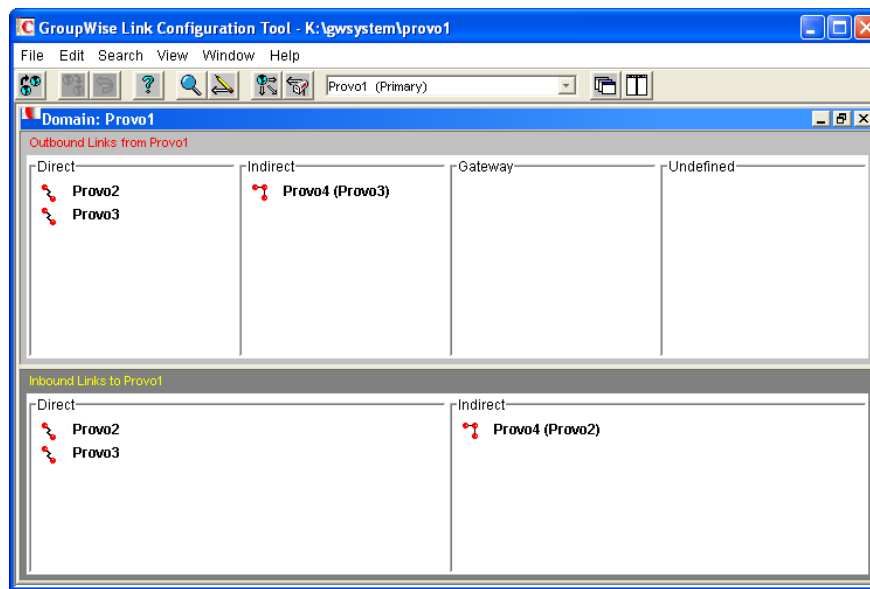 GroupWise Link Configuration Tool - K:\gwsystem\provo1
File Edit Search View Window Help
Provo1 (Primary)
Domain: Provo1
Outbound Links from Provo1
Direct Indirect Gateway Undefined
Provo2 Provo4 (Provo3)
Provo3
Inbound Links to Provo1
Direct Indirect
Provo2 Provo4 (Provo2)
Provo3